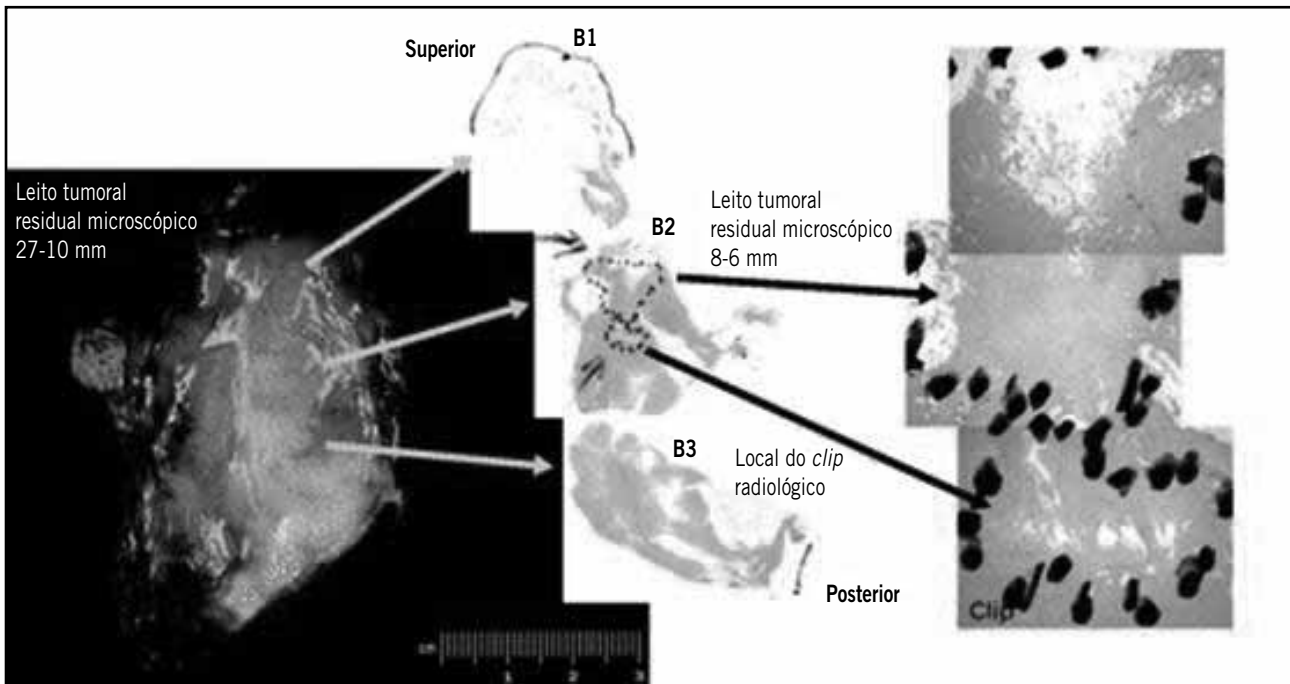 Superior
B1
Leito tumoral
residual microscópico
27-10 mm
B2
Leito tumoral
residual microscópico
8-6 mm
B3
Local do clip
radiológico
Posterior
Clip
cm 1 2 3